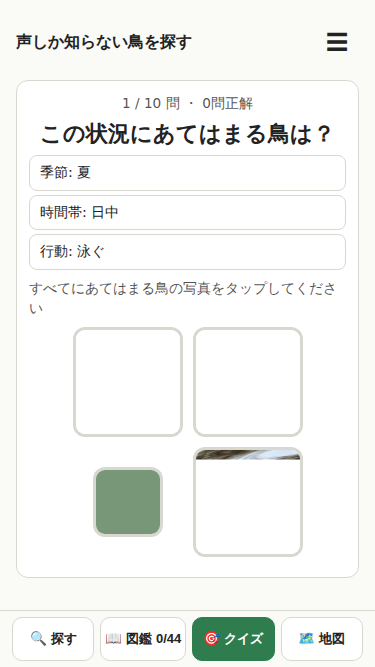 声しか知らない鳥を探す
1 / 10 問 ・ 0問正解
この状況にあてはまる鳥は？
季節: 夏
時間帯: 日中
行動: 泳ぐ
すべてにあてはまる鳥の写真をタップしてくださ
い
🔍 探す
📖 図鑑 0/44
🎯 クイズ
🗺️ 地図